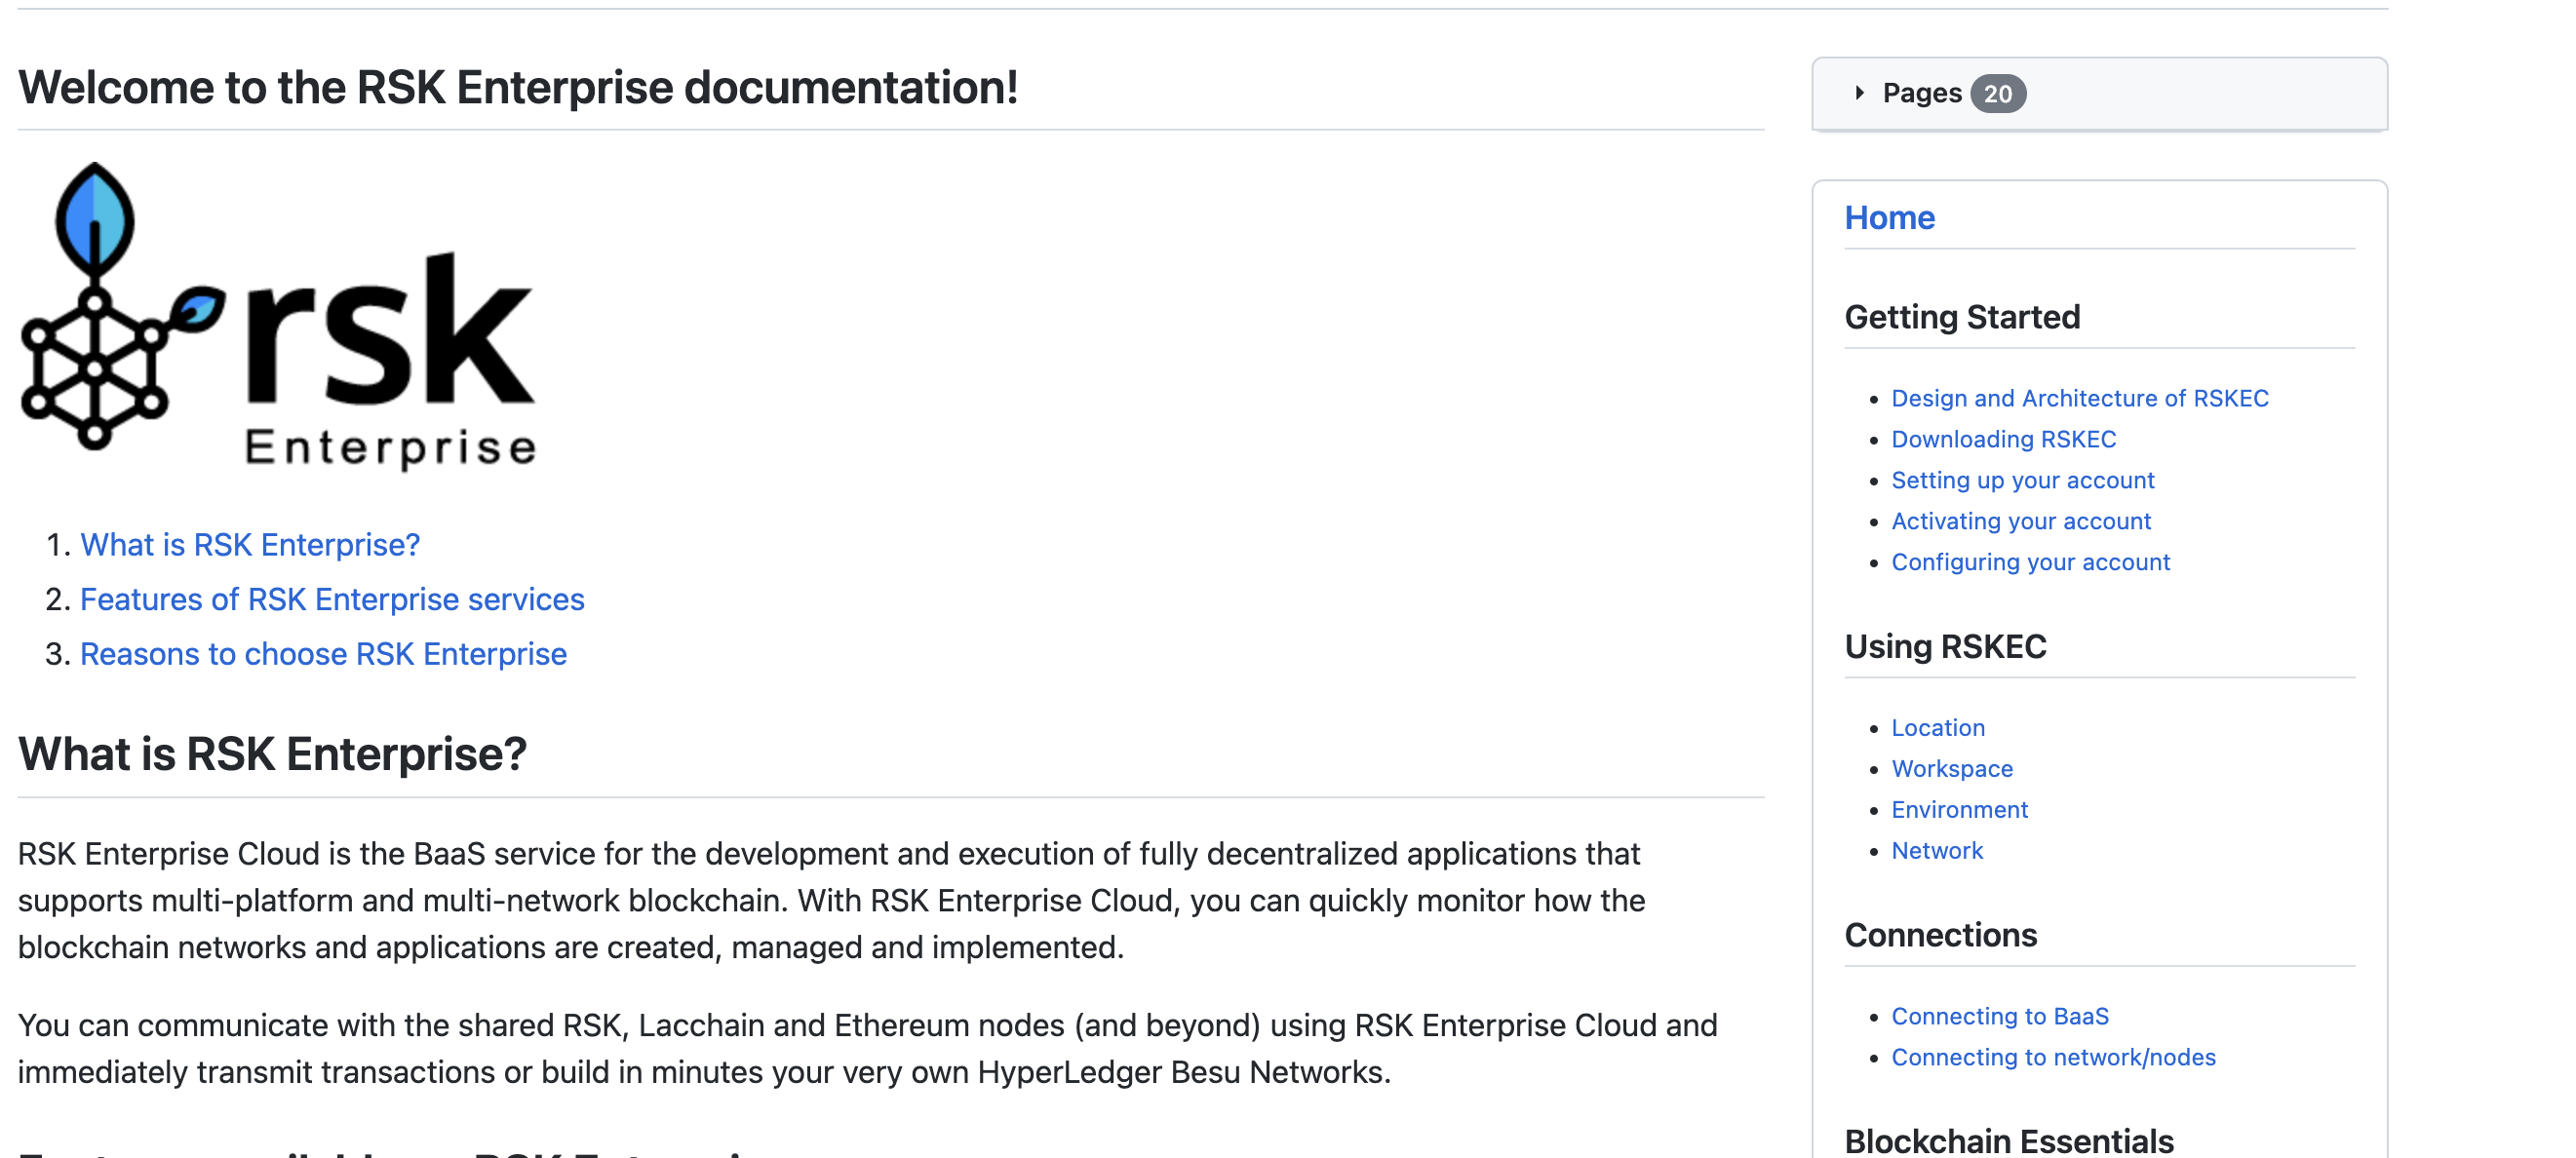 Welcome to the RSK Enterprise documentation!
rsk
Enterprise
1. What is RSK Enterprise?
2. Features of RSK Enterprise services
3. Reasons to choose RSK Enterprise
What is RSK Enterprise?
RSK Enterprise Cloud is the BaaS service for the development and execution of fully decentralized applications that
supports multi-platform and multi-network blockchain. With RSK Enterprise Cloud, you can quickly monitor how the
blockchain networks and applications are created, managed and implemented.
You can communicate with the shared RSK, Lacchain and Ethereum nodes (and beyond) using RSK Enterprise Cloud and
immediately transmit transactions or build in minutes your very own HyperLedger Besu Networks.
Pages 20
Home
Getting Started
• Design and Architecture of RSKEC
• Downloading RSKEC
• Setting up your account
• Activating your account
• Configuring your account
Using RSKEC
• Location
• Workspace
• Environment
• Network
Connections
• Connecting to BaaS
• Connecting to network/nodes
Blockchain Essentials